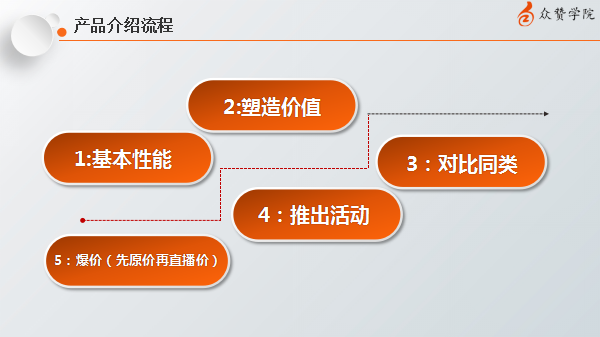 产品介绍流程
众赞学院
2:塑造价值
1:基本性能
3：对比同类
4：推出活动
5：爆价（先原价再直播价）